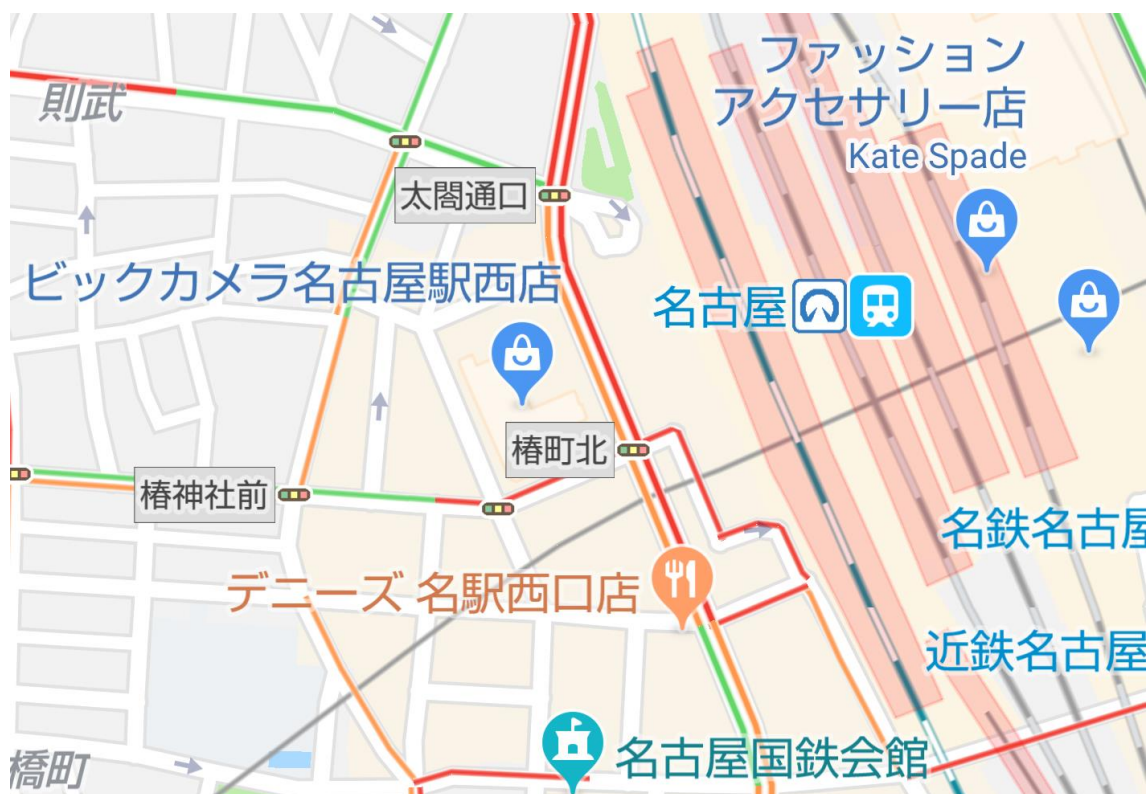 ファッション
アクセサリー店
Kate Spade
則武
太閤通口
ビックカメラ名古屋駅西店
名古屋
椿町北
椿神社前
名鉄名古屋
デニーズ 名駅西口店
近鉄名古屋
名古屋国鉄会館
橋町